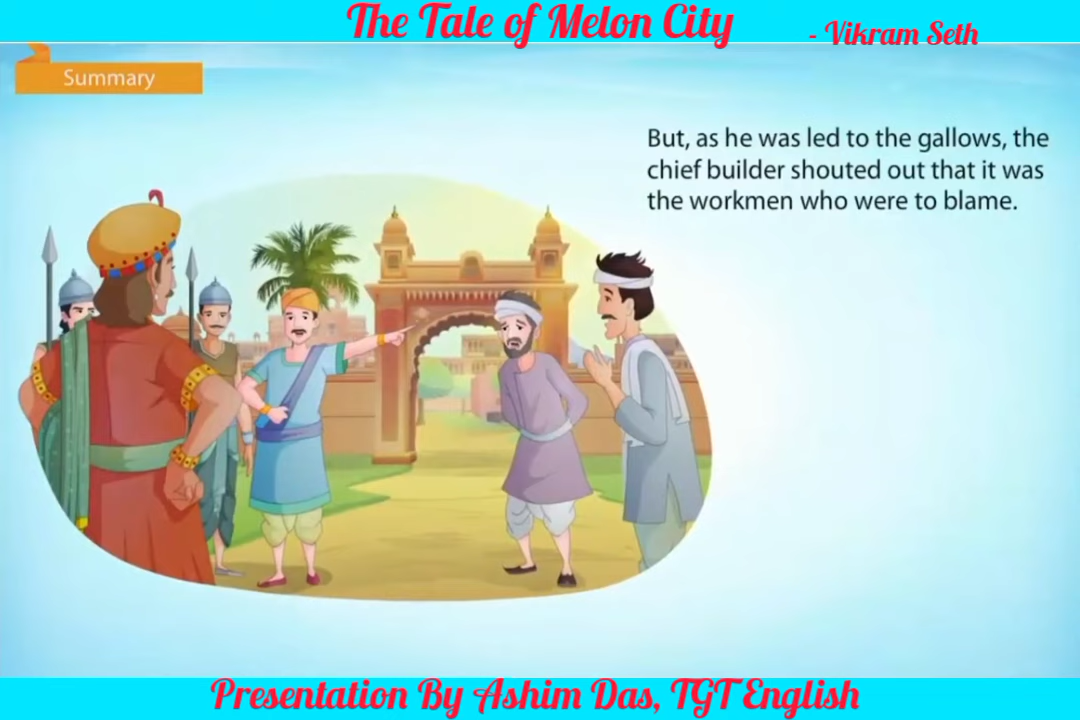 The Tale of Melon City
- Vikram Seth
Summary
But, as he was led to the gallows, the
chief builder shouted out that it was
the workmen who were to blame.
Presentation By Ashim Das, TGT English